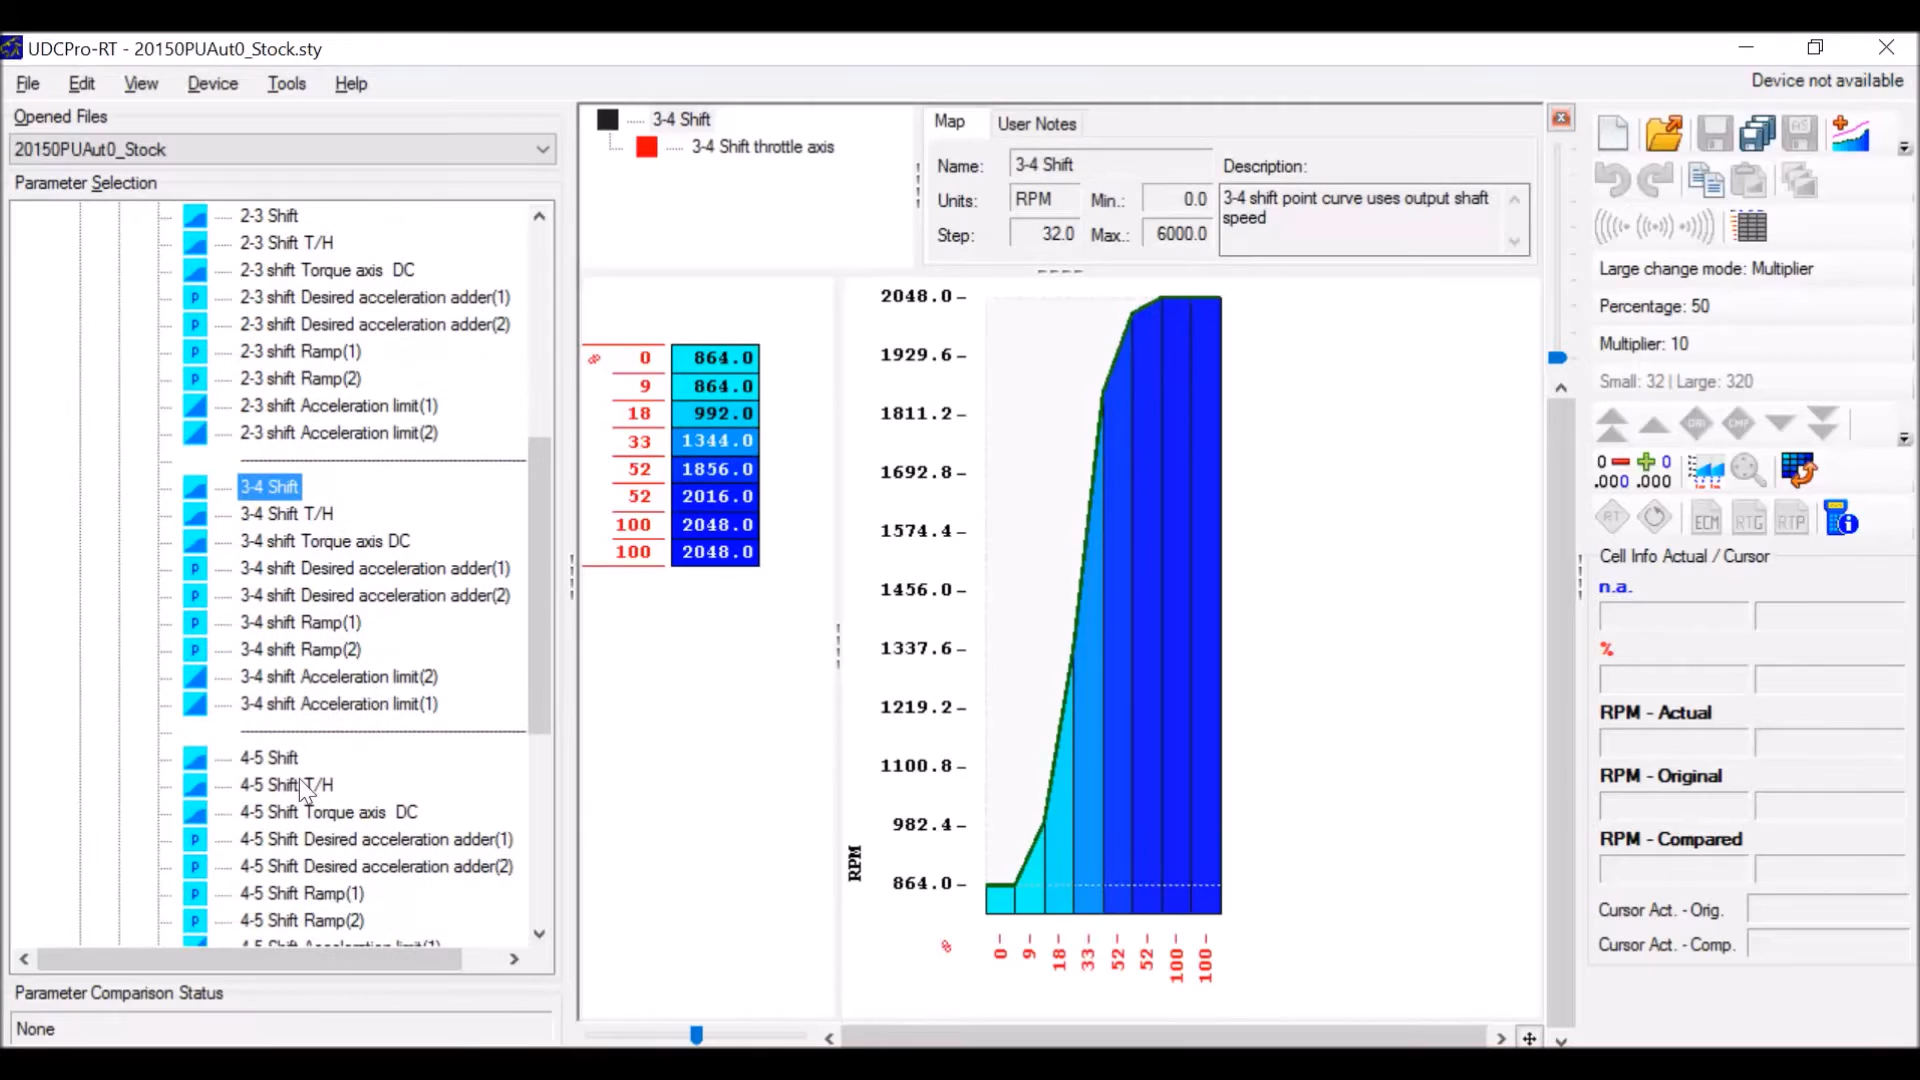 UDCPro-RT - 20150PUAut0_Stock.sty
File Edit View Device Tools Help
Device not available
Opened Files
20150PUAut0_Stock
Parameter Selection
2-3 Shift
2-3 Shift T/H
2-3 shift Torque axis DC
P 2-3 shift Desired acceleration adder(1)
P 2-3 shift Desired acceleration adder(2)
P 2-3 shift Ramp(1)
P 2-3 shift Ramp(2)
2-3 shift Acceleration limit(1)
2-3 shift Acceleration limit(2)
3-4 Shift
3-4 Shift T/H
3-4 shift Torque axis DC
P 3-4 shift Desired acceleration adder(1)
P 3-4 shift Desired acceleration adder(2)
P 3-4 shift Ramp(1)
P 3-4 shift Ramp(2)
3-4 shift Acceleration limit(2)
3-4 shift Acceleration limit(1)
4-5 Shift
4-5 Shift T/H
4-5 Shift Torque axis DC
P 4-5 Shift Desired acceleration adder(1)
P 4-5 Shift Desired acceleration adder(2)
P 4-5 Shift Ramp(1)
P 4-5 Shift Ramp(2)
4-5 Shift Acceleration limit(1)
Parameter Comparison Status
None
3-4 Shift
3-4 Shift throttle axis
Map User Notes
Name: 3-4 Shift Description:
Units: RPM Min.: 0.0 3-4 shift point curve uses output shaft
speed
Step: 32.0 Max.: 6000.0
% 0 864.0
9 864.0
18 992.0
33 1344.0
52 1856.0
52 2016.0
100 2048.0
100 2048.0
2048.0
1929.6
1811.2
1692.8
1574.4
1456.0
1337.6
1219.2
1100.8
982.4
864.0
RPM
% 0 9 18 33 52 52 100 100
AS
Large change mode: Multiplier
Percentage: 50
Multiplier: 10
Small: 32 | Large: 320
ORI CMP
0 0
.000 .000
RT ECM RTG RTP
Cell Info Actual / Cursor
n.a.
%
RPM - Actual
RPM - Original
RPM - Compared
Cursor Act. - Orig.
Cursor Act. - Comp.